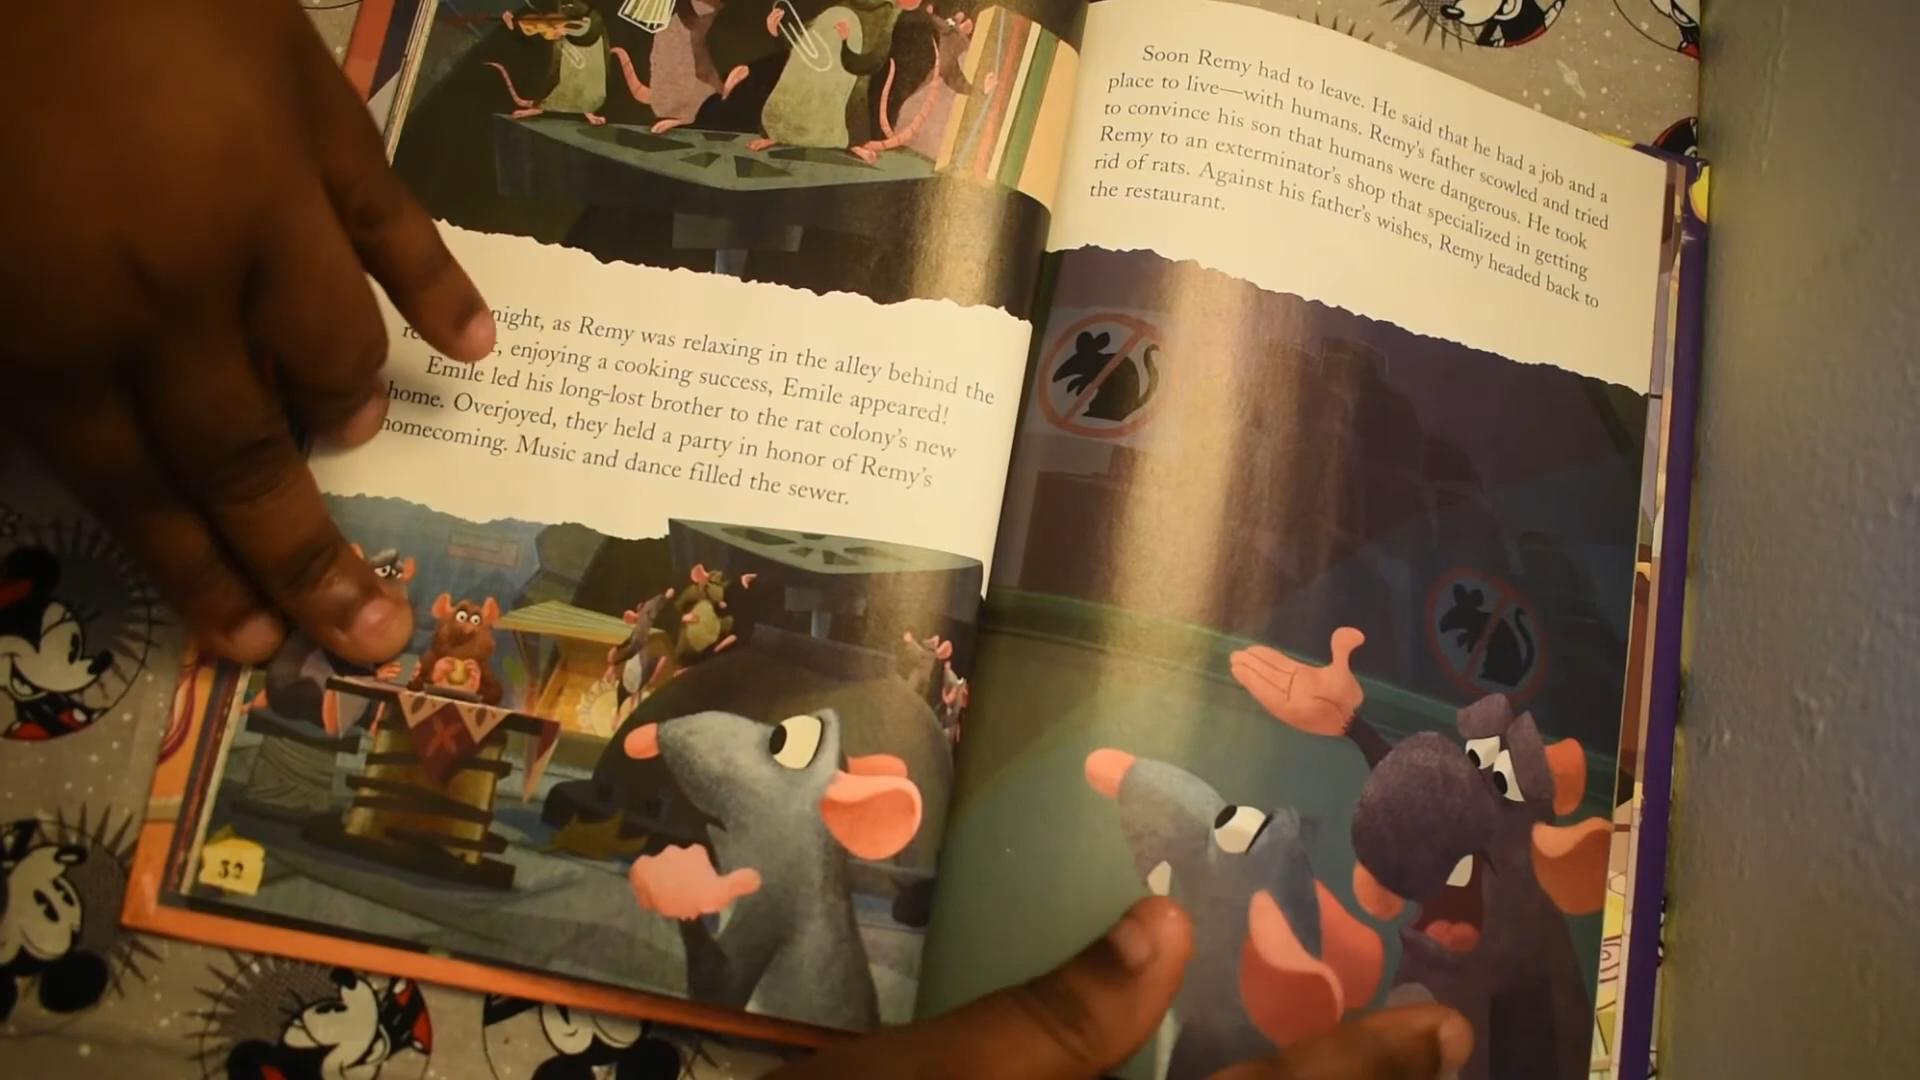 night, as Remy was relaxing in the alley behind the
enjoying a cooking success, Emile appeared!
Emile led his long-lost brother to the rat colony's new
home. Overjoyed, they held a party in honor of Remy's
homecoming. Music and dance filled the sewer.
32
Soon Remy had to leave. He said that he had a job and a
place to live—with humans. Remy's father scowled and tried
to convince his son that humans were dangerous. He took
Remy to an exterminator's shop that specialized in getting
rid of rats. Against his father's wishes, Remy headed back to
the restaurant.